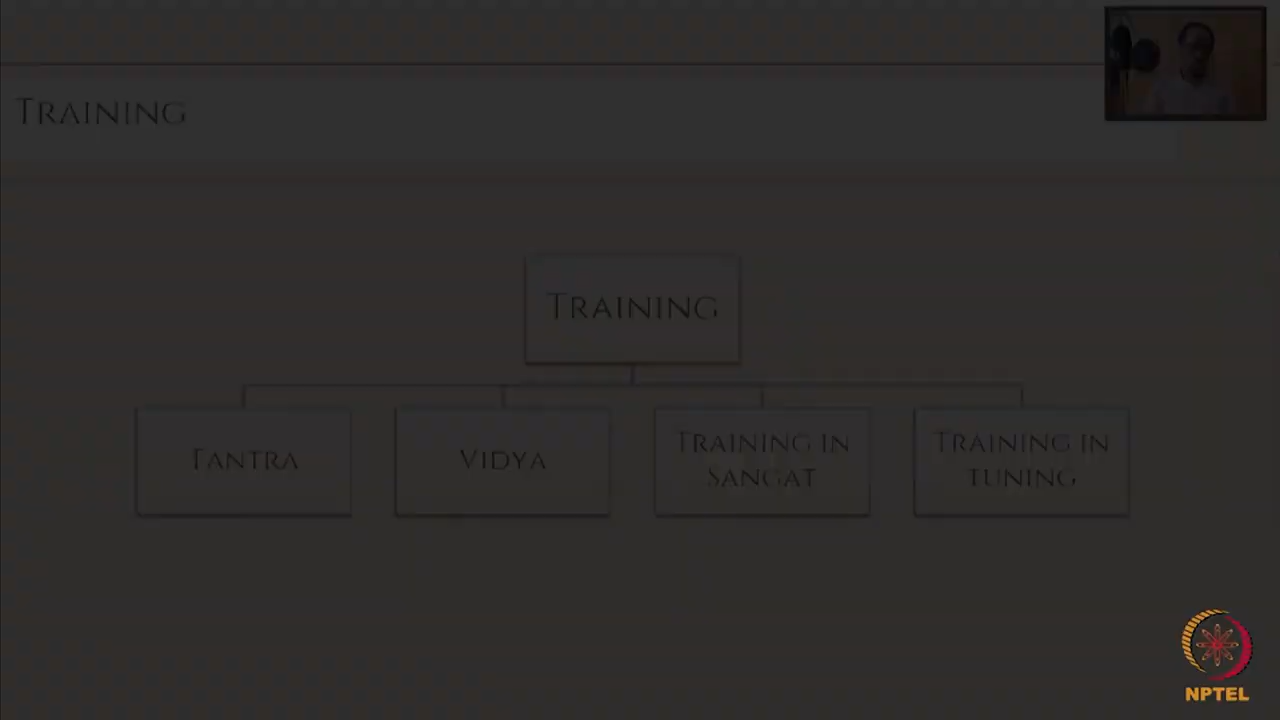 TRAINING
TRAINING
TANTRA
VIDYA
TRAINING IN
SANGAT
TRAINING IN
TUNING
NPTEL